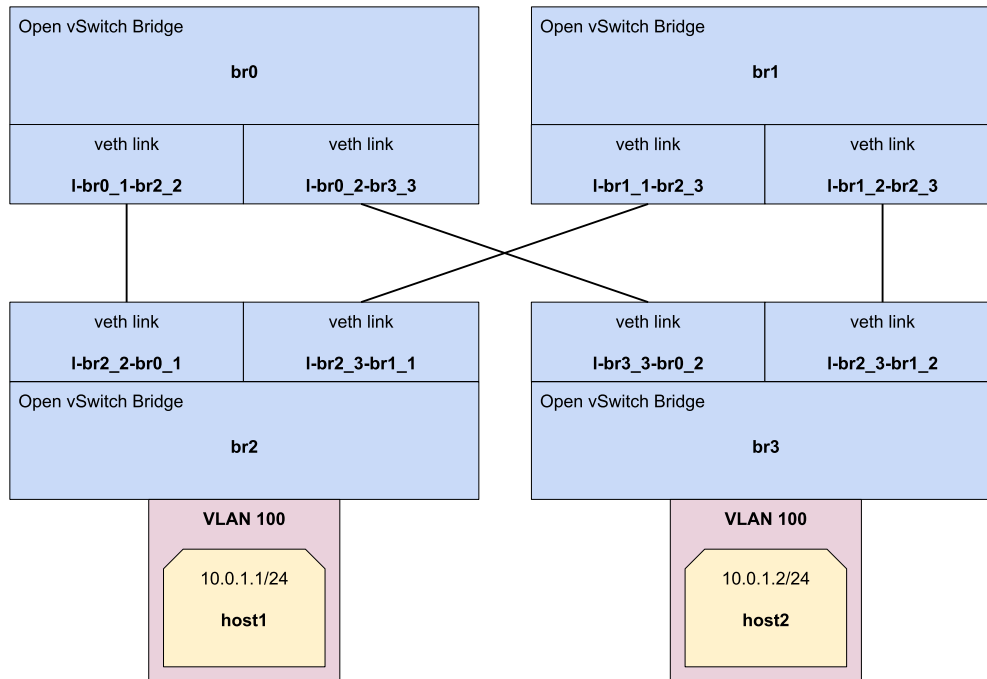 Open vSwitch Bridge
br0
veth link
l-br0_1-br2_2
veth link
l-br0_2-br3_3
Open vSwitch Bridge
br1
veth link
l-br1_1-br2_3
veth link
l-br1_2-br2_3
veth link
l-br2_2-br0_1
veth link
l-br2_3-br1_1
Open vSwitch Bridge
br2
veth link
l-br3_3-br0_2
veth link
l-br2_3-br1_2
Open vSwitch Bridge
br3
VLAN 100
10.0.1.1/24
host1
VLAN 100
10.0.1.2/24
host2